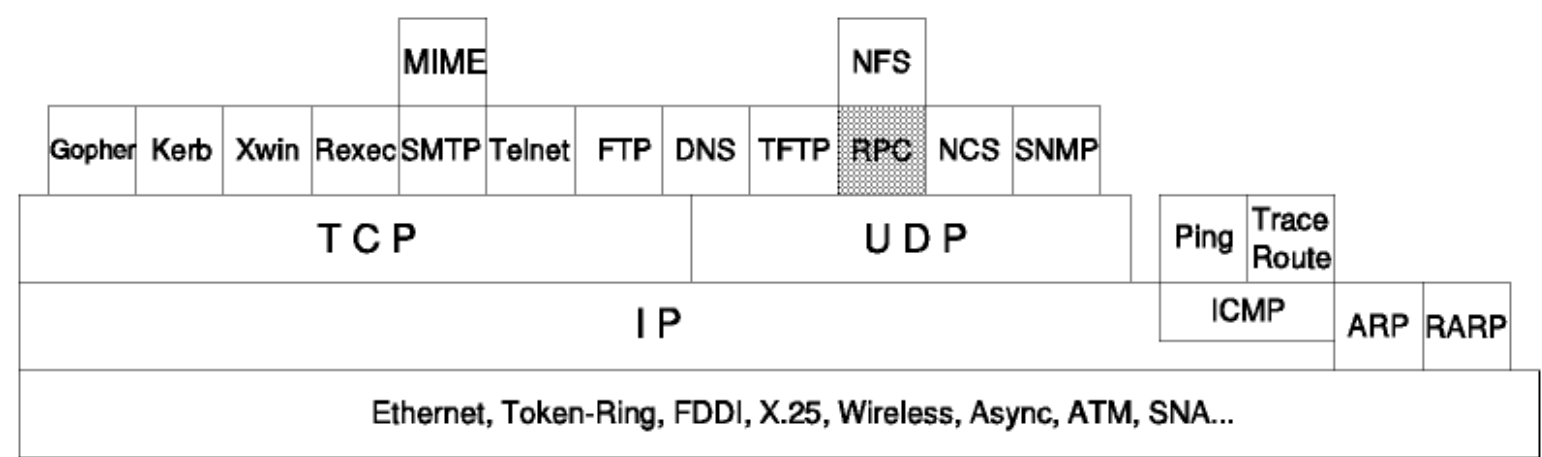 MIME NFS
Gopher Kerb Xwin Rexec SMTP Telnet FTP DNS TFTP RPC NCS SNMP
T C P U D P Ping Trace Route
I P ICMP ARP RARP
Ethernet, Token-Ring, FDDI, X.25, Wireless, Async, ATM, SNA...